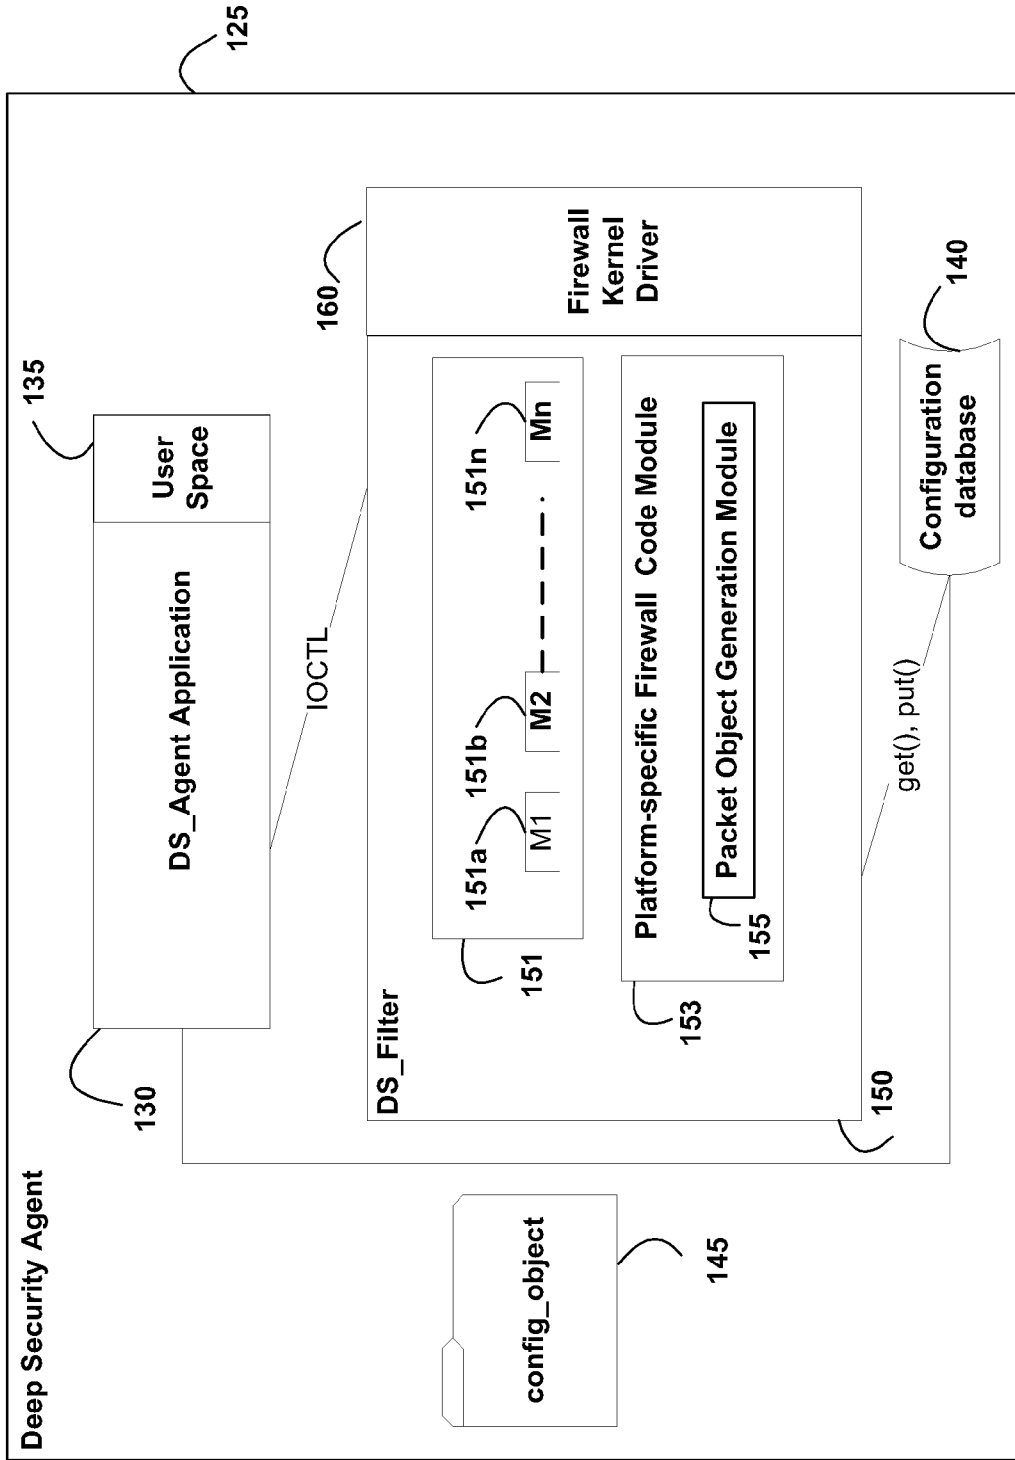 Deep Security Agent
125
130
DS_Agent Application
User
Space
135
IOCTL
config_object
145
DS_Filter
150
160
Firewall
Kernel
Driver
151
151a
M1
151b
M2
151n
Mn
153
Platform-specific Firewall Code Module
155
Packet Object Generation Module
get(), put()
Configuration
database
140